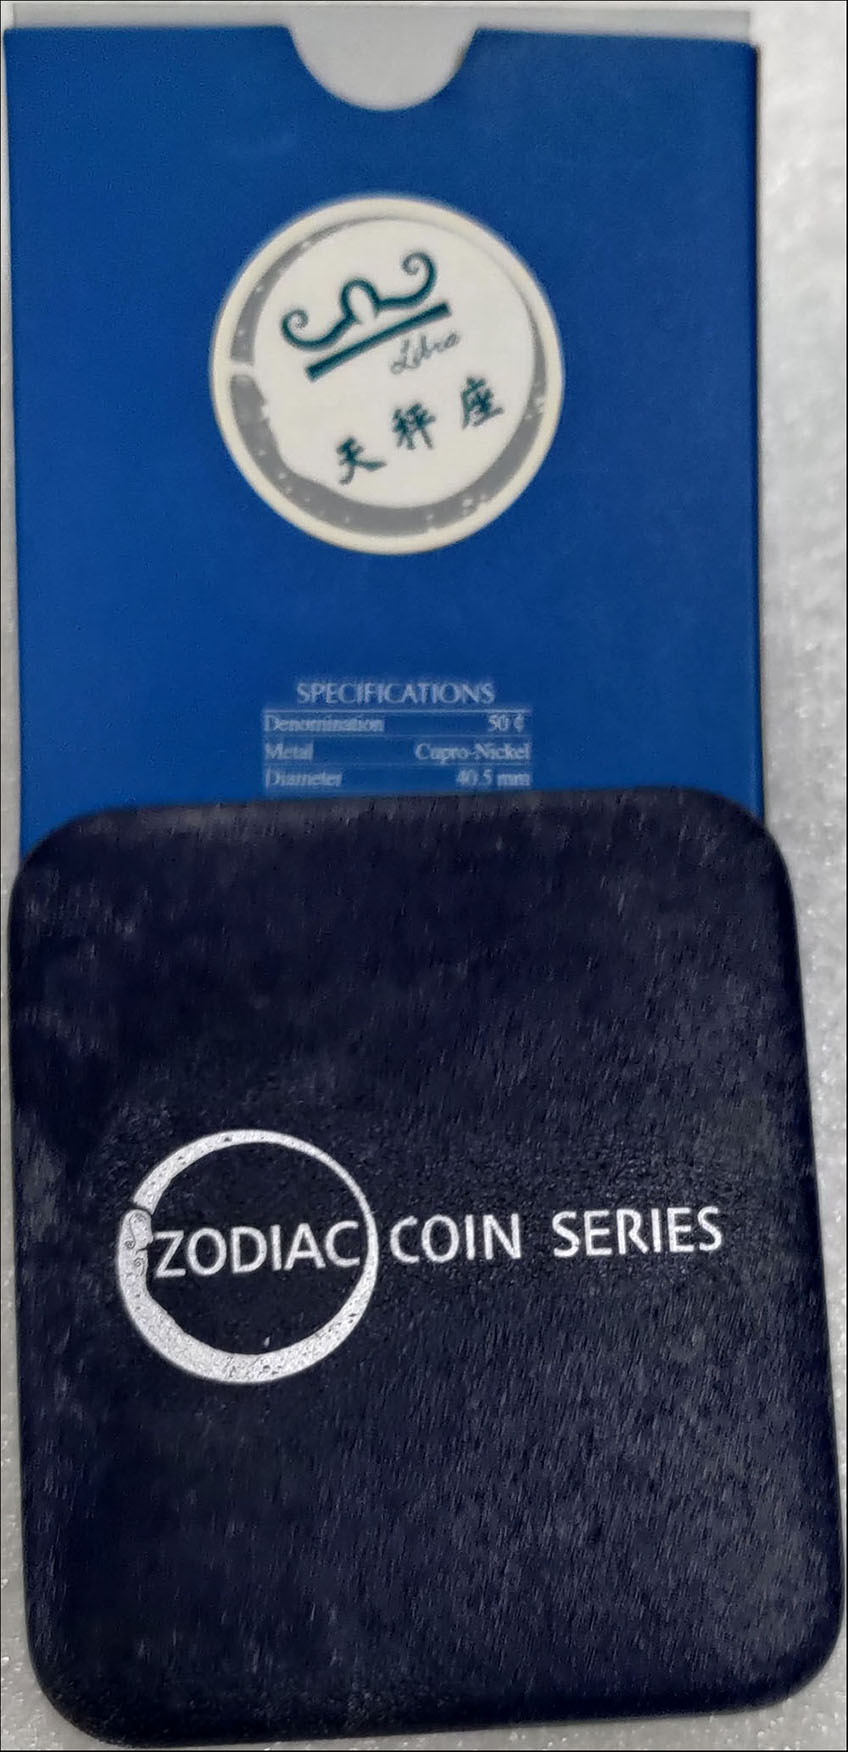 Libra
天秤座
SPECIFICATIONS
Denomination 50 ¢
Metal Cupro-Nickel
Diameter 40.5 mm
ZODIAC COIN SERIES